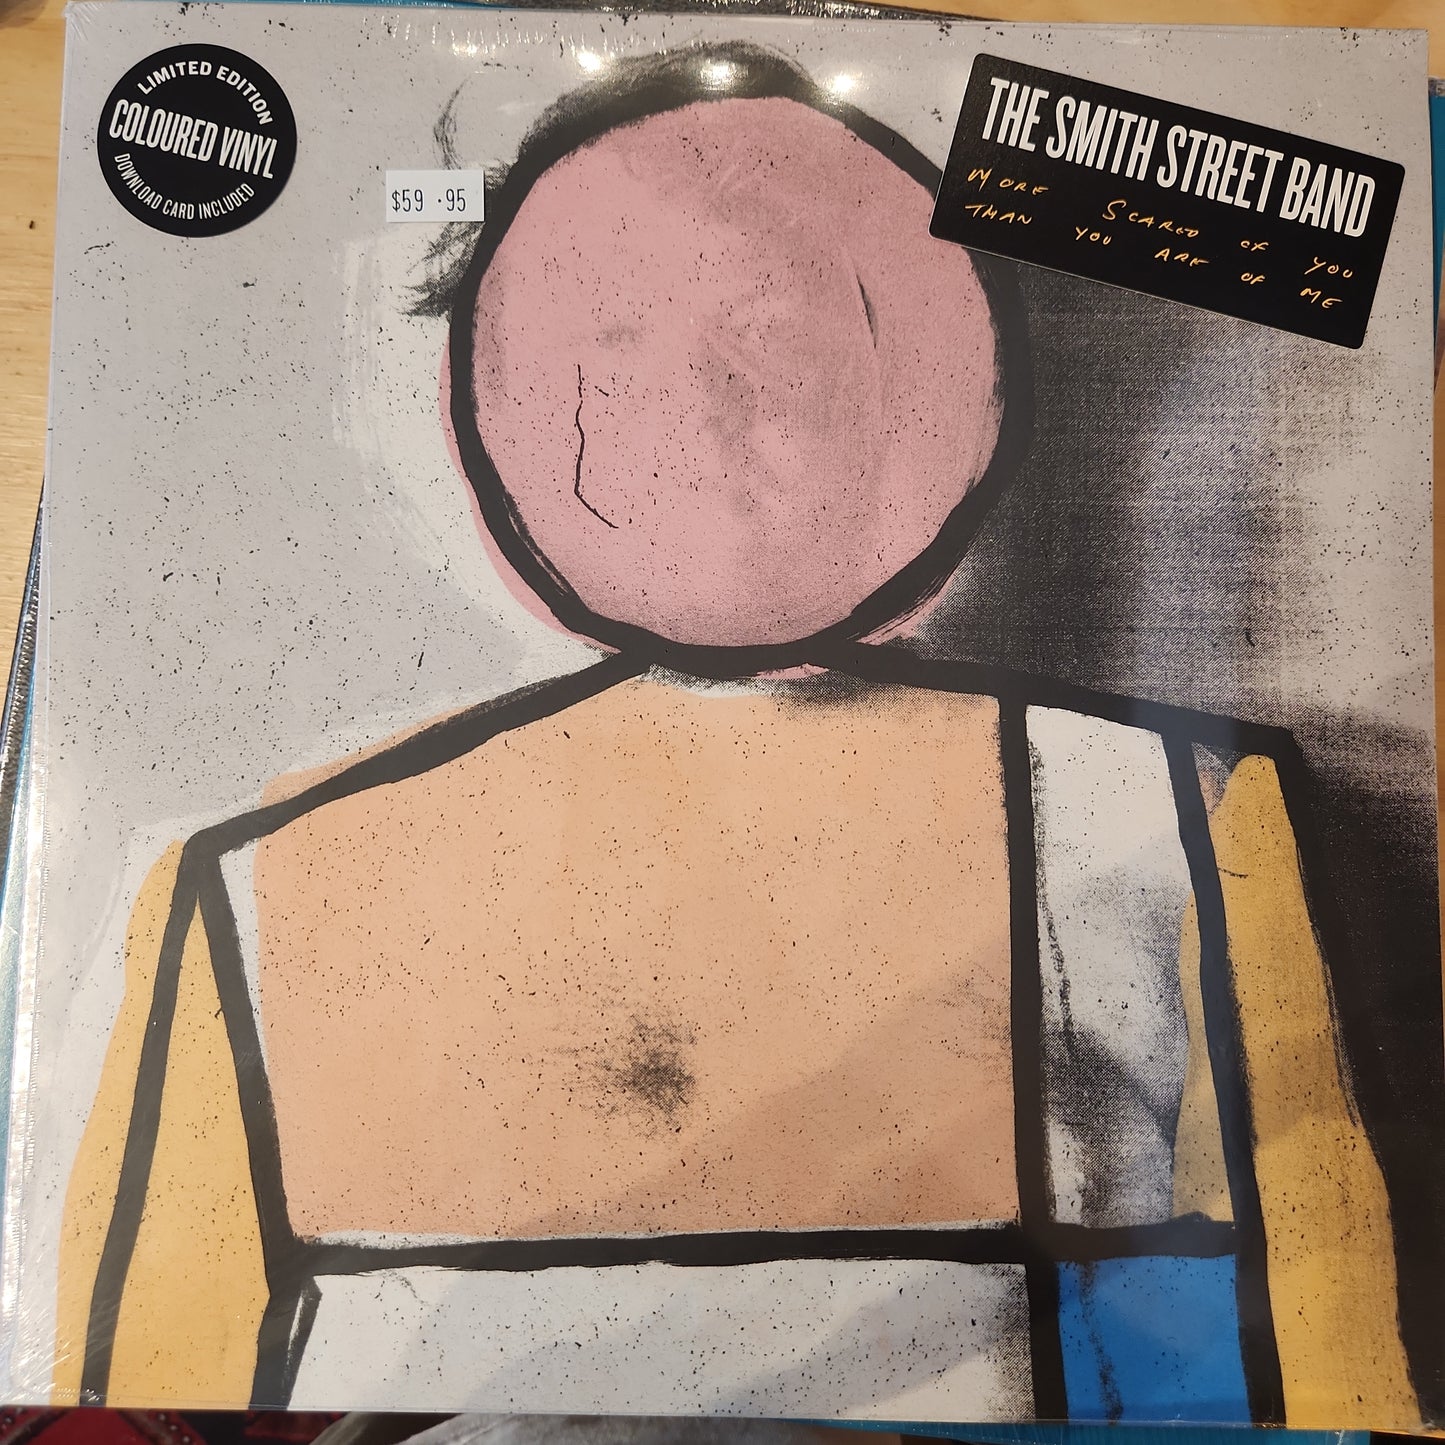 LIMITED EDITION
COLOURED VINYL
DOWNLOAD CARD INCLUDED
$59 .95
THE SMITH STREET BAND
MORE SCARED OF YOU
THAN YOU ARE OF ME